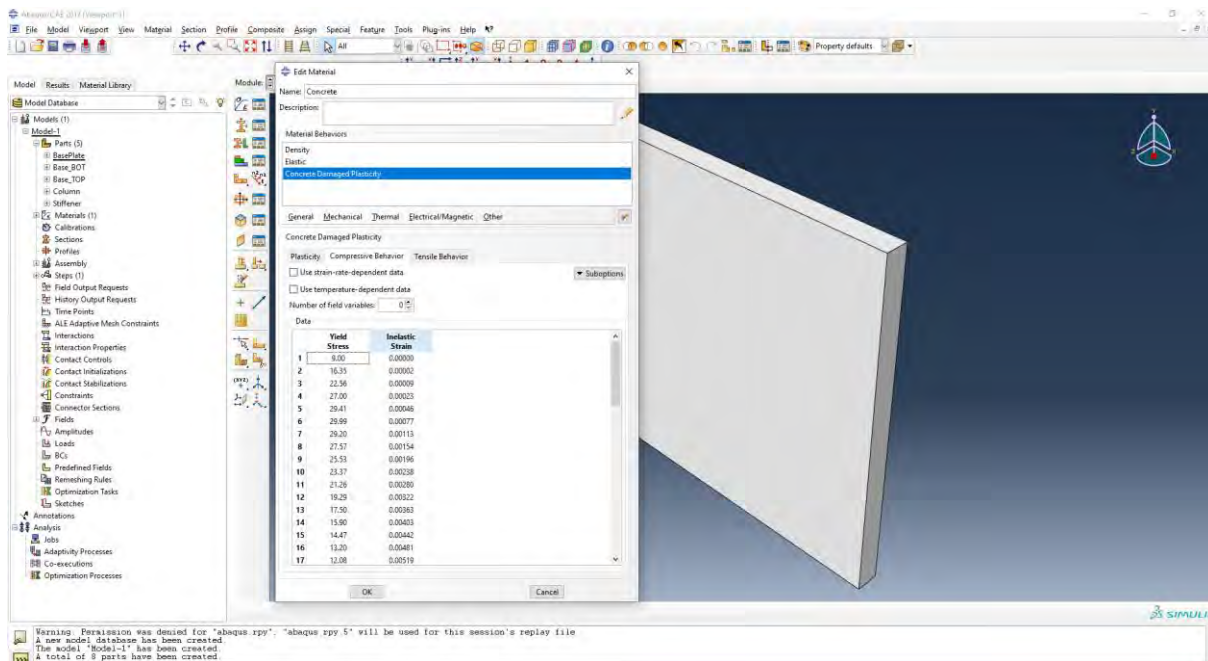 Abaqus/CAE 2017 [Viewport: 1]
File Model Viewport View Material Section Profile Composite Assign Special Feature Tools Plug-ins Help
All
Property defaults
Model Results Material Library
Module:
Model Database
Models (1)
Model-1
Parts (5)
BasePlate
Base_BOT
Base_TOP
Column
Stiffener
Materials (1)
Calibrations
Sections
Profiles
Assembly
Steps (1)
Field Output Requests
History Output Requests
Time Points
ALE Adaptive Mesh Constraints
Interactions
Interaction Properties
Contact Controls
Contact Initializations
Contact Stabilizations
Constraints
Connector Sections
Fields
Amplitudes
Loads
BCs
Predefined Fields
Remeshing Rules
Optimization Tasks
Sketches
Annotations
Analysis
Jobs
Adaptivity Processes
Co-executions
Optimization Processes
Edit Material
Name: Concrete
Description:
Material Behaviors
Density
Elastic
Concrete Damaged Plasticity
General Mechanical Thermal Electrical/Magnetic Other
Concrete Damaged Plasticity
Plasticity Compressive Behavior Tensile Behavior
Use strain-rate-dependent data
Suboptions
Use temperature-dependent data
Number of field variables: 0
Data
Yield Stress Inelastic Strain
1 9.00 0.00000
2 16.35 0.00002
3 22.56 0.00009
4 27.00 0.00023
5 29.41 0.00046
6 29.99 0.00077
7 29.20 0.00113
8 27.57 0.00154
9 25.53 0.00196
10 23.37 0.00238
11 21.26 0.00280
12 19.29 0.00322
13 17.50 0.00363
14 15.90 0.00403
15 14.47 0.00442
16 13.20 0.00481
17 12.08 0.00519
OK Cancel
SIMULI
Warning: Permission was denied for "abaqus.rpy"; "abaqus.rpy.5" will be used for this session's replay file
A new model database has been created.
The model "Model-1" has been created.
A total of 8 parts have been created.